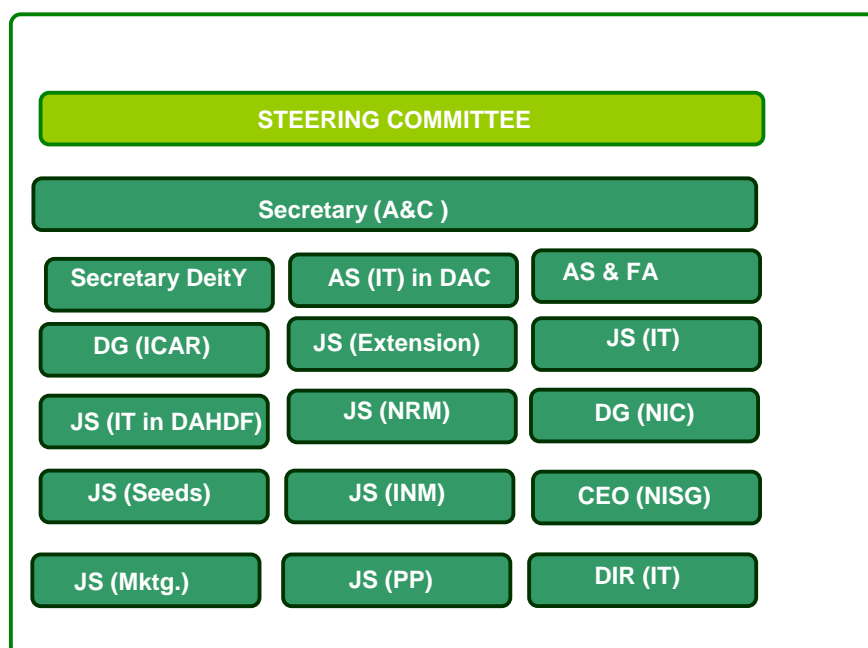 STEERING COMMITTEE
Secretary (A&C )
Secretary DeitY
AS (IT) in DAC
AS & FA
DG (ICAR)
JS (Extension)
JS (IT)
JS (IT in DAHDF)
JS (NRM)
DG (NIC)
JS (Seeds)
JS (INM)
CEO (NISG)
JS (Mktg.)
JS (PP)
DIR (IT)